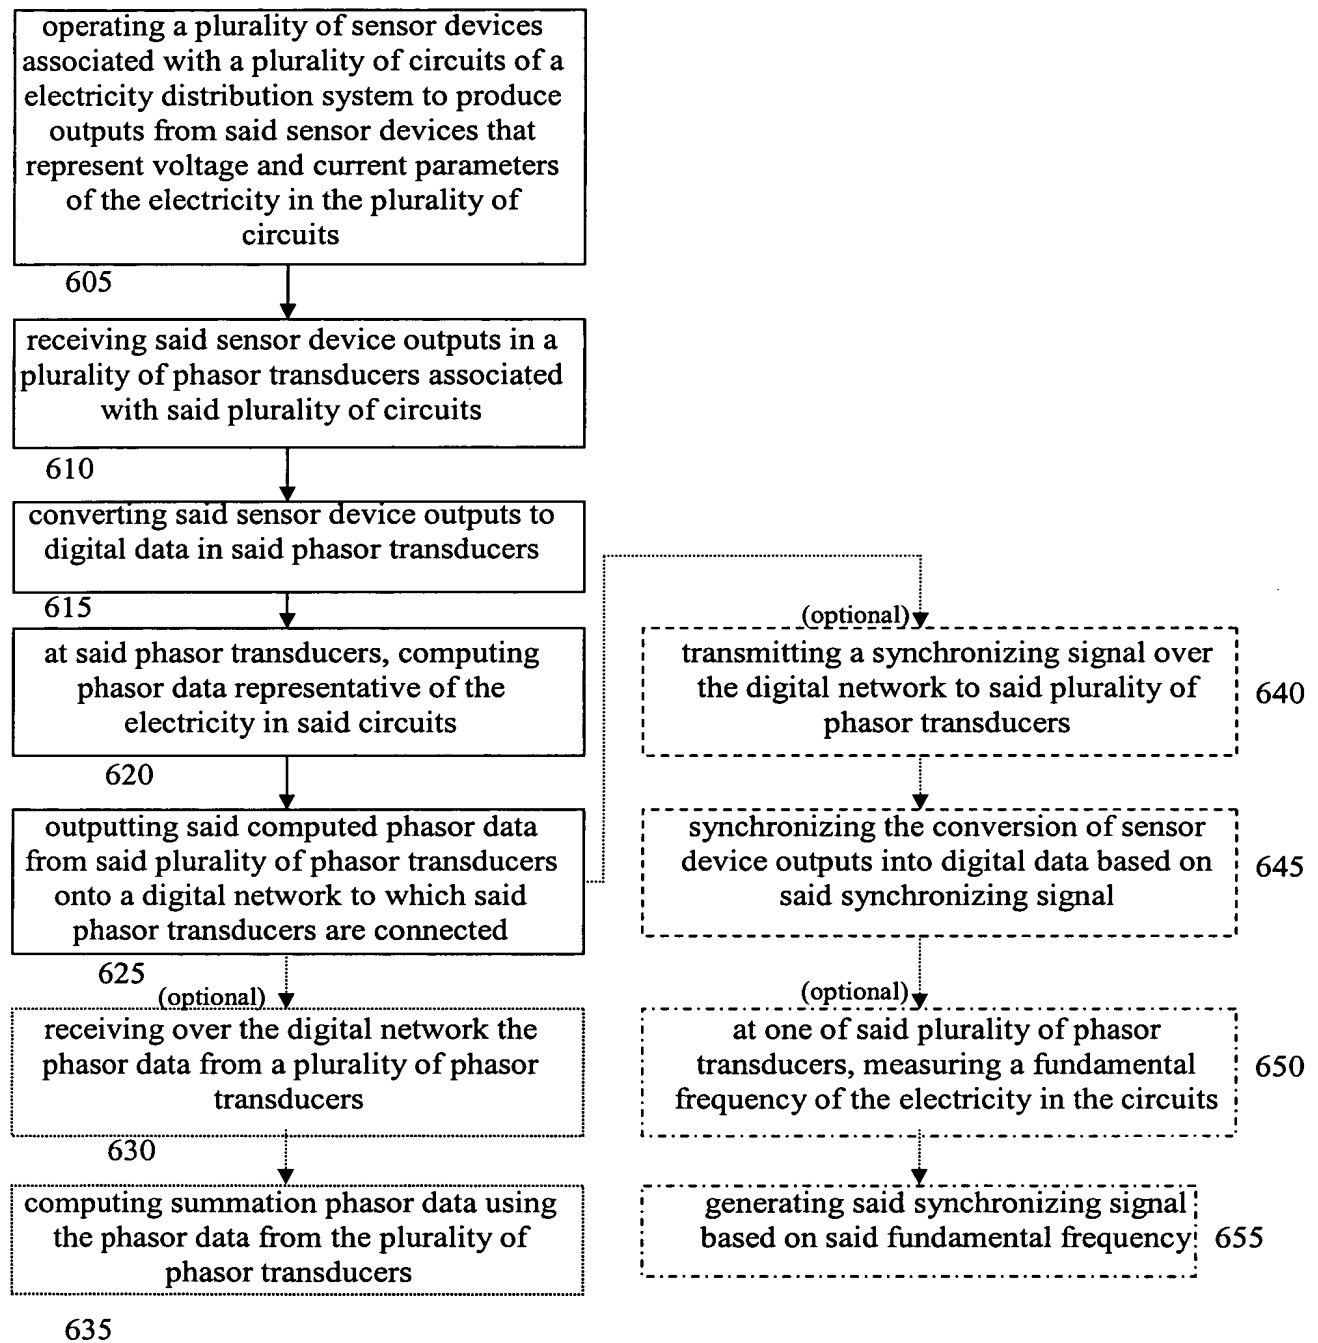 operating a plurality of sensor devices
associated with a plurality of circuits of a
electricity distribution system to produce
outputs from said sensor devices that
represent voltage and current parameters
of the electricity in the plurality of
circuits
605
receiving said sensor device outputs in a
plurality of phasor transducers associated
with said plurality of circuits
610
converting said sensor device outputs to
digital data in said phasor transducers
615
at said phasor transducers, computing
phasor data representative of the
electricity in said circuits
620
outputting said computed phasor data
from said plurality of phasor transducers
onto a digital network to which said
phasor transducers are connected
625
(optional)
receiving over the digital network the
phasor data from a plurality of phasor
transducers
630
computing summation phasor data using
the phasor data from the plurality of
phasor transducers
635
(optional)
transmitting a synchronizing signal over
the digital network to said plurality of
phasor transducers
640
synchronizing the conversion of sensor
device outputs into digital data based on
said synchronizing signal
645
(optional)
at one of said plurality of phasor
transducers, measuring a fundamental
frequency of the electricity in the circuits
650
generating said synchronizing signal
based on said fundamental frequency
655